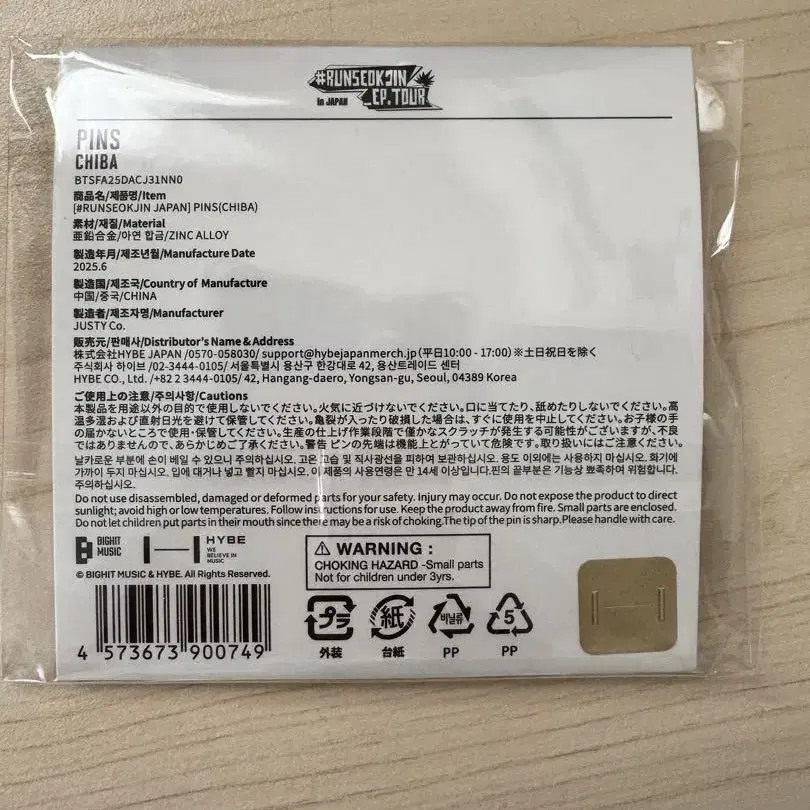 #RUNSEOKJIN
in JAPAN _EP.TOUR
PINS
CHIBA
BTSFA25DACJ31NN0
商品名/제품명/Item
[#RUNSEOKJIN JAPAN] PINS(CHIBA)
素材/재질/Material
亜鉛合金/아연 합금/ZINC ALLOY
製造年月/제조년월/Manufacture Date
2025.6
製造国/제조국/Country of Manufacture
中国/중국/CHINA
製造者/제조자명/Manufacturer
JUSTY Co.
販売元/판매사/Distributor's Name & Address
株式会社HYBE JAPAN /0570-058030/ support@hybejapanmerch.jp(平日10:00 - 17:00)※土日祝日を除く
주식회사 하이브 /02-3444-0105/ 서울특별시 용산구 한강대로 42, 용산트레이드 센터
HYBE CO., Ltd. /+82 2 3444-0105/ 42, Hangang-daero, Yongsan-gu, Seoul, 04389 Korea
ご使用上の注意/주의사항/Cautions
本製品を用途以外の目的で使用しないでください。火気に近づけないでください。口に当てたり、舐めたりしないでください。高
温多湿および直射日光を避けて保管してください。亀裂が入ったり破損した場合は、すぐに使用を中止してください。お子様の手
の届かないところで使用・保管してください。生産の仕上げ作業段階で僅かなスクラッチが発生する可能性がございますが、不良
ではありませんので、あらかじめご了承ください。警告 ピンの先端は機能上とがっていて危険です。取り扱いにはご注意ください。
날카로운 부분에 손이 베일 수 있으니 주의하십시오. 고온 고습 및 직사광선을 피하여 보관하십시오. 용도 이외에는 사용하지 마십시오. 화기에
가까이 두지 마십시오. 입에 대거나 넣고 빨지 마십시오. 이 제품의 사용연령은 만 14세 이상입니다.핀의 끝부분은 기능상 뾰족하여 위험합니다.
주의하십시오.
Do not use disassembled, damaged or deformed parts for your safety. Injury may occur. Do not expose the product to direct
sunlight; avoid high or low temperatures. Follow instructions for use. Keep the product away from fire. Small parts are enclosed.
Do not let children put parts in their mouth since there may be a risk of choking.The tip of the pin is sharp.Please handle with care.
BIGHIT
MUSIC
HYBE
WE
BELIEVE IN
MUSIC
© BIGHIT MUSIC & HYBE. All Rights Reserved.
⚠ WARNING :
CHOKING HAZARD -Small parts
Not for children under 3yrs.
4 573673 900749
プラ
外装
紙
台紙
비닐류
PP
5
PP